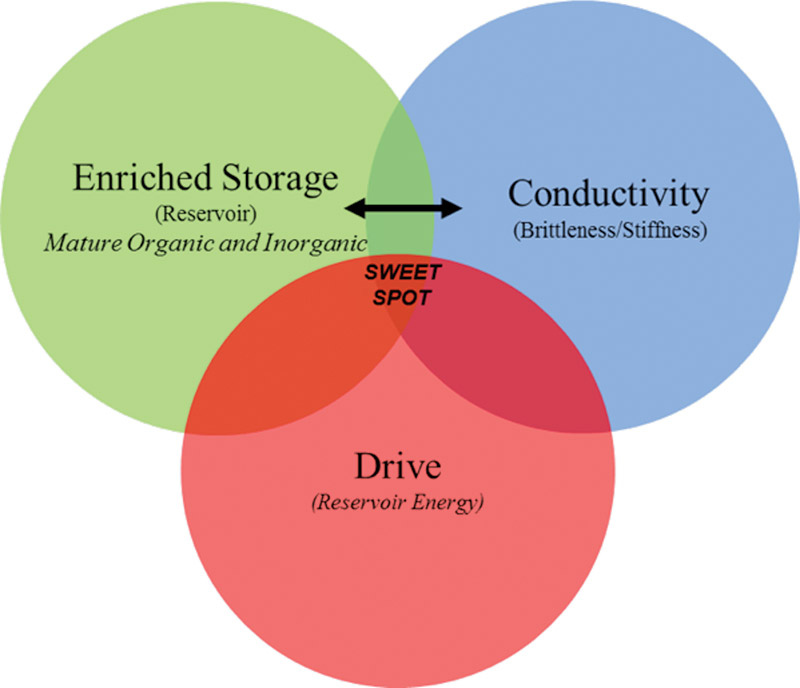 Enriched Storage
(Reservoir)
Mature Organic and Inorganic
Conductivity
(Brittleness/Stiffness)
SWEET
SPOT
Drive
(Reservoir Energy)